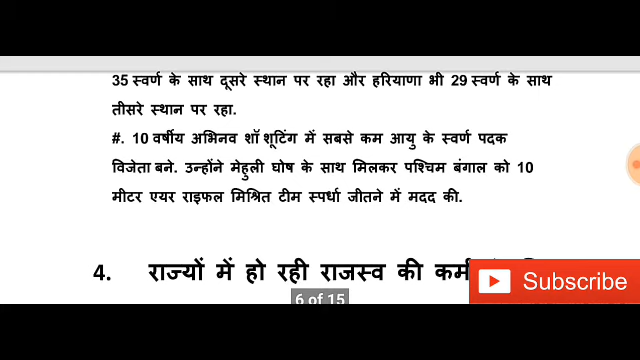 35 स्वर्ण के साथ दूसरे स्थान पर रहा और हरियाणा भी 29 स्वर्ण के साथ
तीसरे स्थान पर रहा.
#. 10 वर्षीय अभिनव शॉ शूटिंग में सबसे कम आयु के स्वर्ण पदक
विजेता बने. उन्होंने मेहुली घोष के साथ मिलकर पश्चिम बंगाल को 10
मीटर एयर राइफल मिश्रित टीम स्पर्धा जीतने में मदद की.
4. राज्यों में हो रही राजस्व की कमी
Subscribe
6 of 15